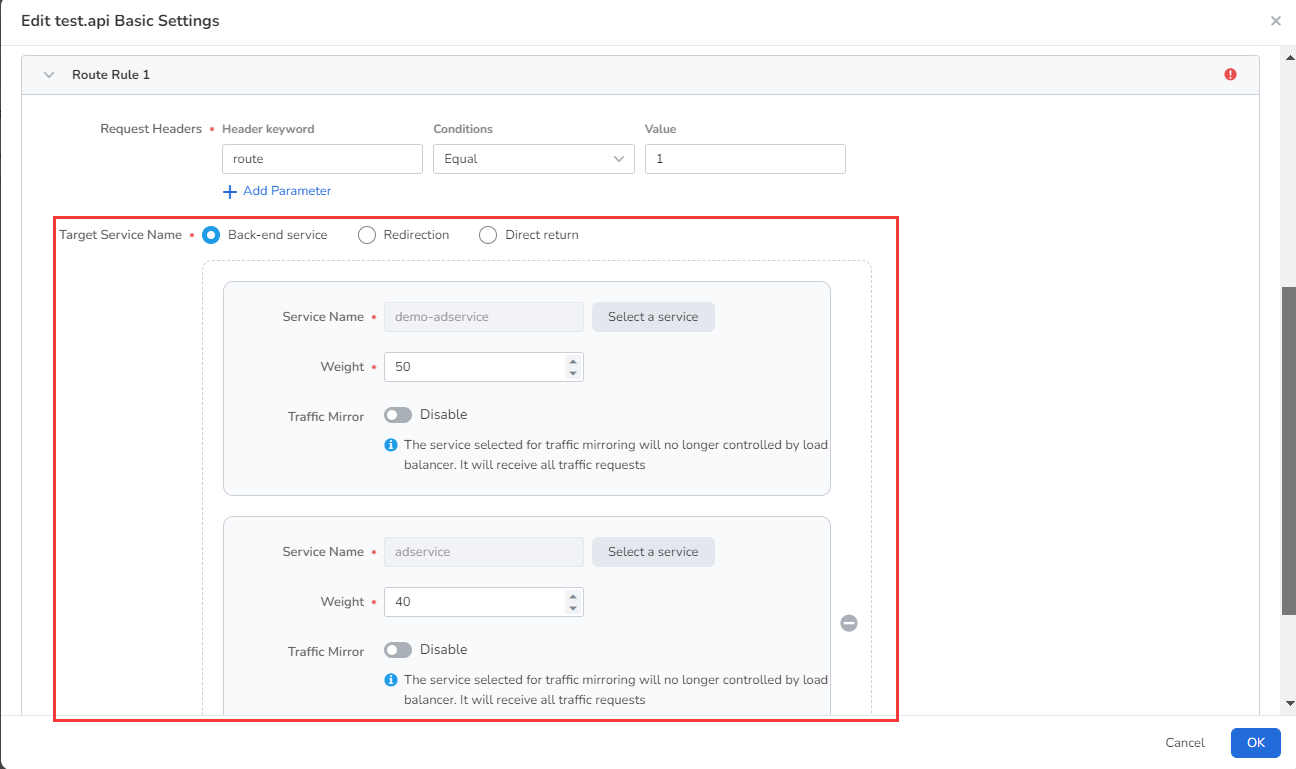 Edit test.api Basic Settings
Route Rule 1
Request Headers • Header keyword Conditions Value
route Equal 1
Add Parameter
Target Service Name • Back-end service Redirection Direct return
Service Name • demo-adservice Select a service
Weight • 50
Traffic Mirror Disable
The service selected for traffic mirroring will no longer controlled by load
balancer. It will receive all traffic requests
Service Name • adservice Select a service
Weight • 40
Traffic Mirror Disable
The service selected for traffic mirroring will no longer controlled by load
balancer. It will receive all traffic requests
Cancel OK